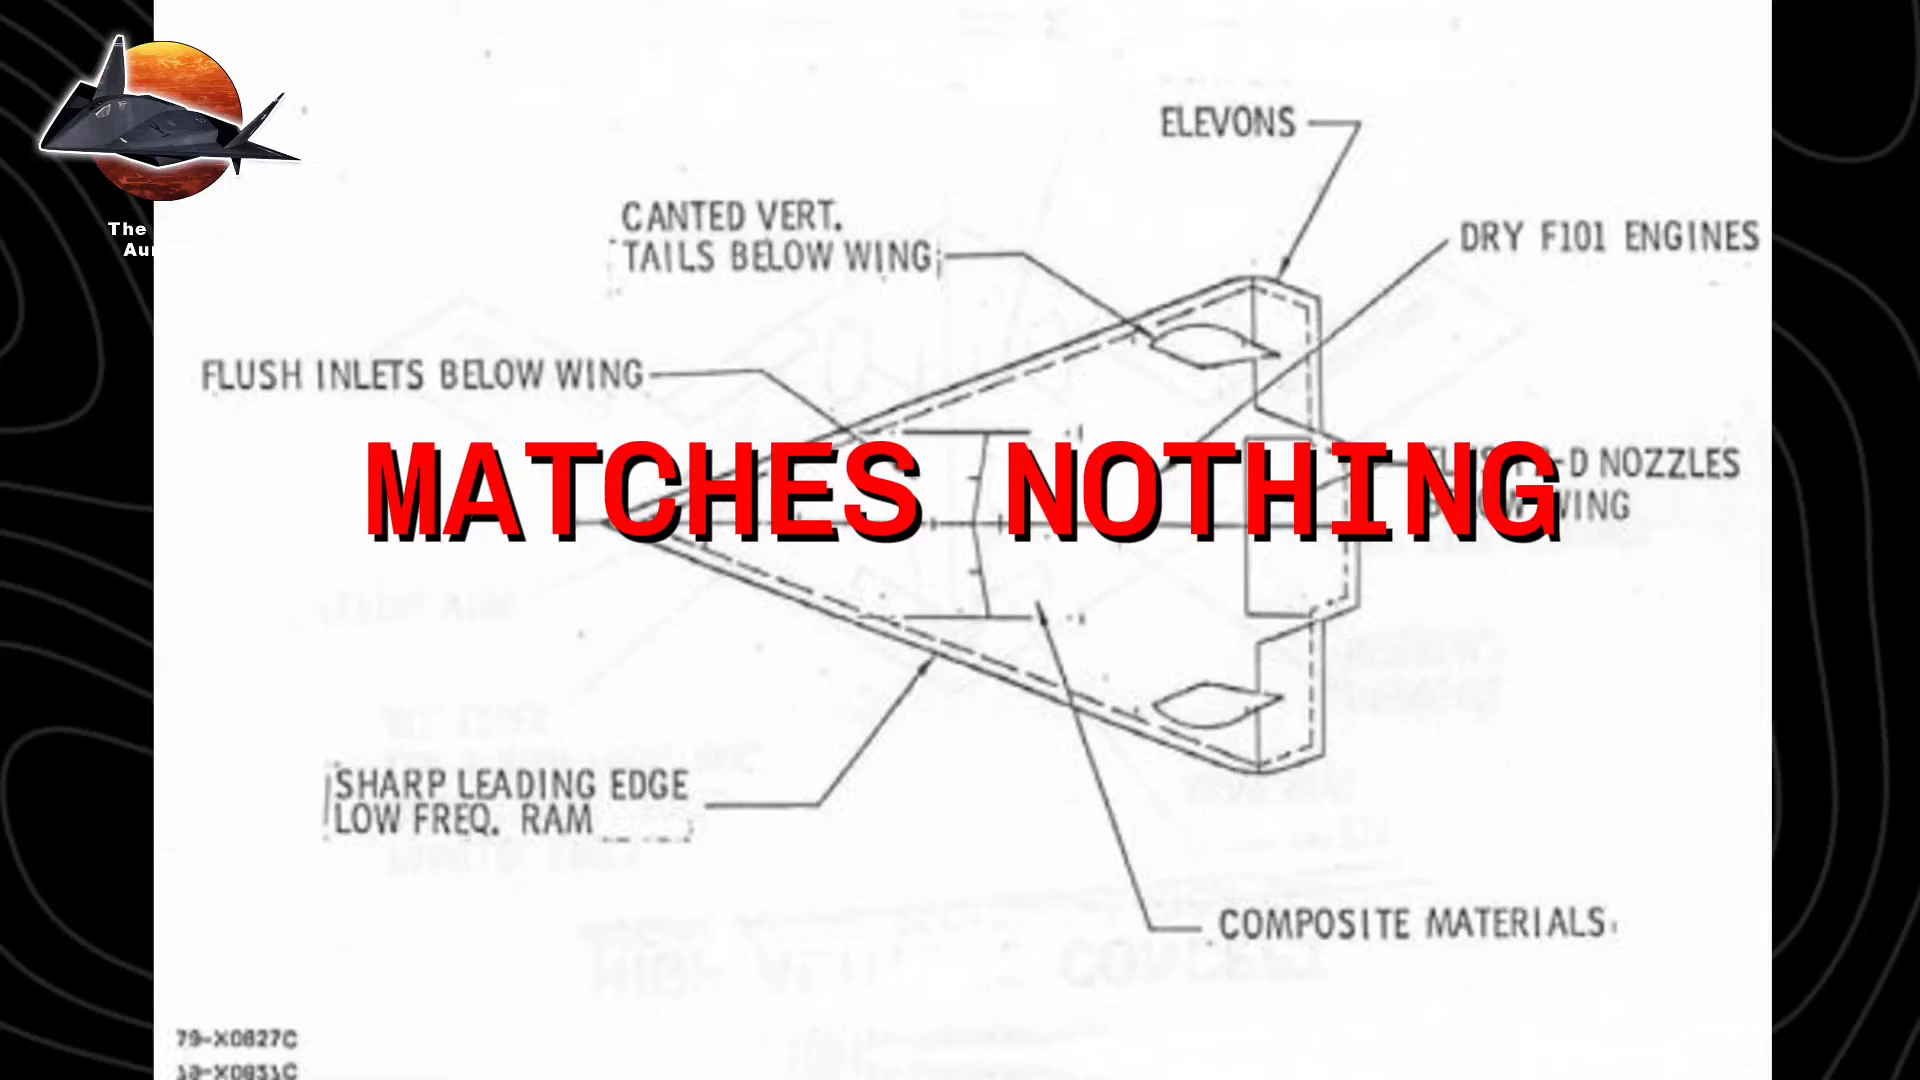 The
Aur
ELEVONS
CANTED VERT.
TAILS BELOW WING
DRY F101 ENGINES
FLUSH INLETS BELOW WING
MATCHES NOTHING
-D NOZZLES
WING
SHARP LEADING EDGE
LOW FREQ. RAM
COMPOSITE MATERIALS
79-X0827C